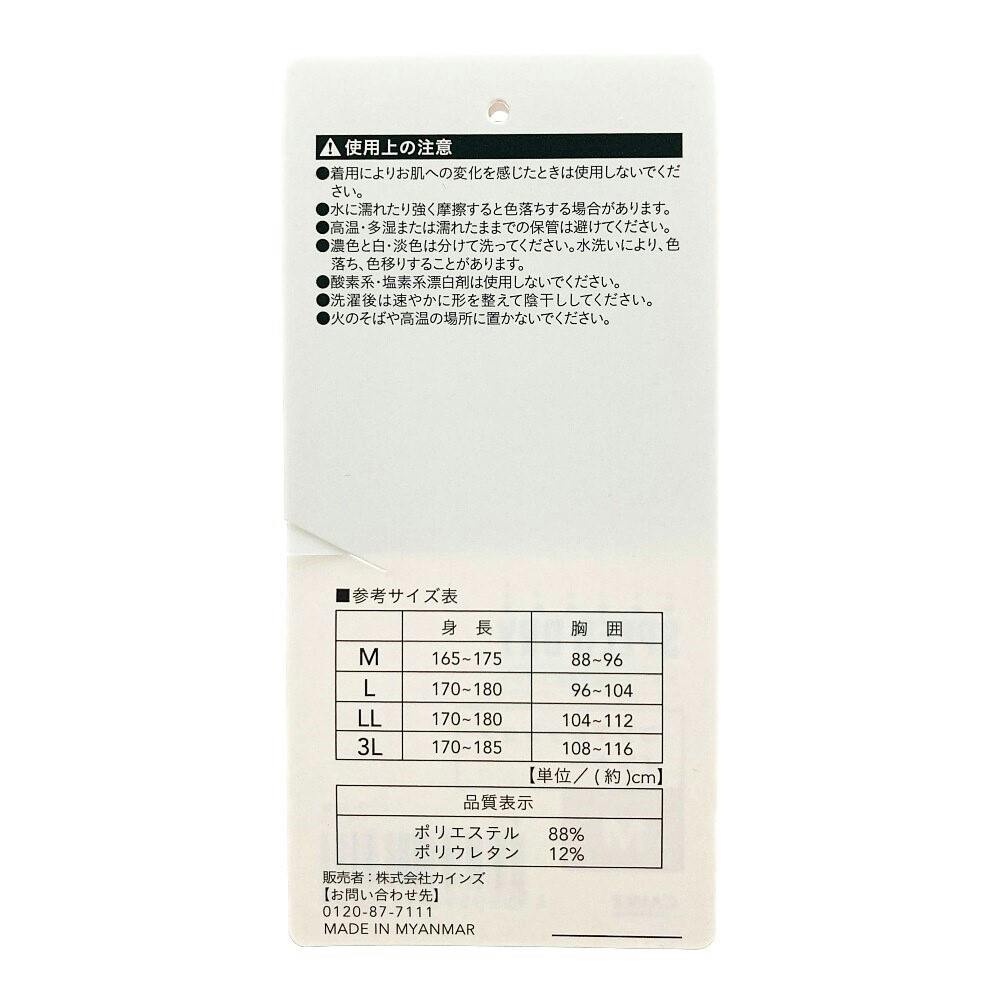 使用上の注意
●着用によりお肌への変化を感じたときは使用しないでくだ
さい。
●水に濡れたり強く摩擦すると色落ちする場合があります。
●高温・多湿または濡れたままでの保管は避けてください。
●濃色と白・淡色は分けて洗ってください。水洗いにより、色
落ち、色移りすることがあります。
●酸素系・塩素系漂白剤は使用しないでください。
●洗濯後は速やかに形を整えて陰干ししてください。
●火のそばや高温の場所に置かないでください。
■参考サイズ表
身長 胸囲
M 165~175 88~96
L 170~180 96~104
LL 170~180 104~112
3L 170~185 108~116
【単位／(約)cm】
品質表示
ポリエステル 88%
ポリウレタン 12%
販売者：株式会社カインズ
【お問い合わせ先】
0120-87-7111
MADE IN MYANMAR